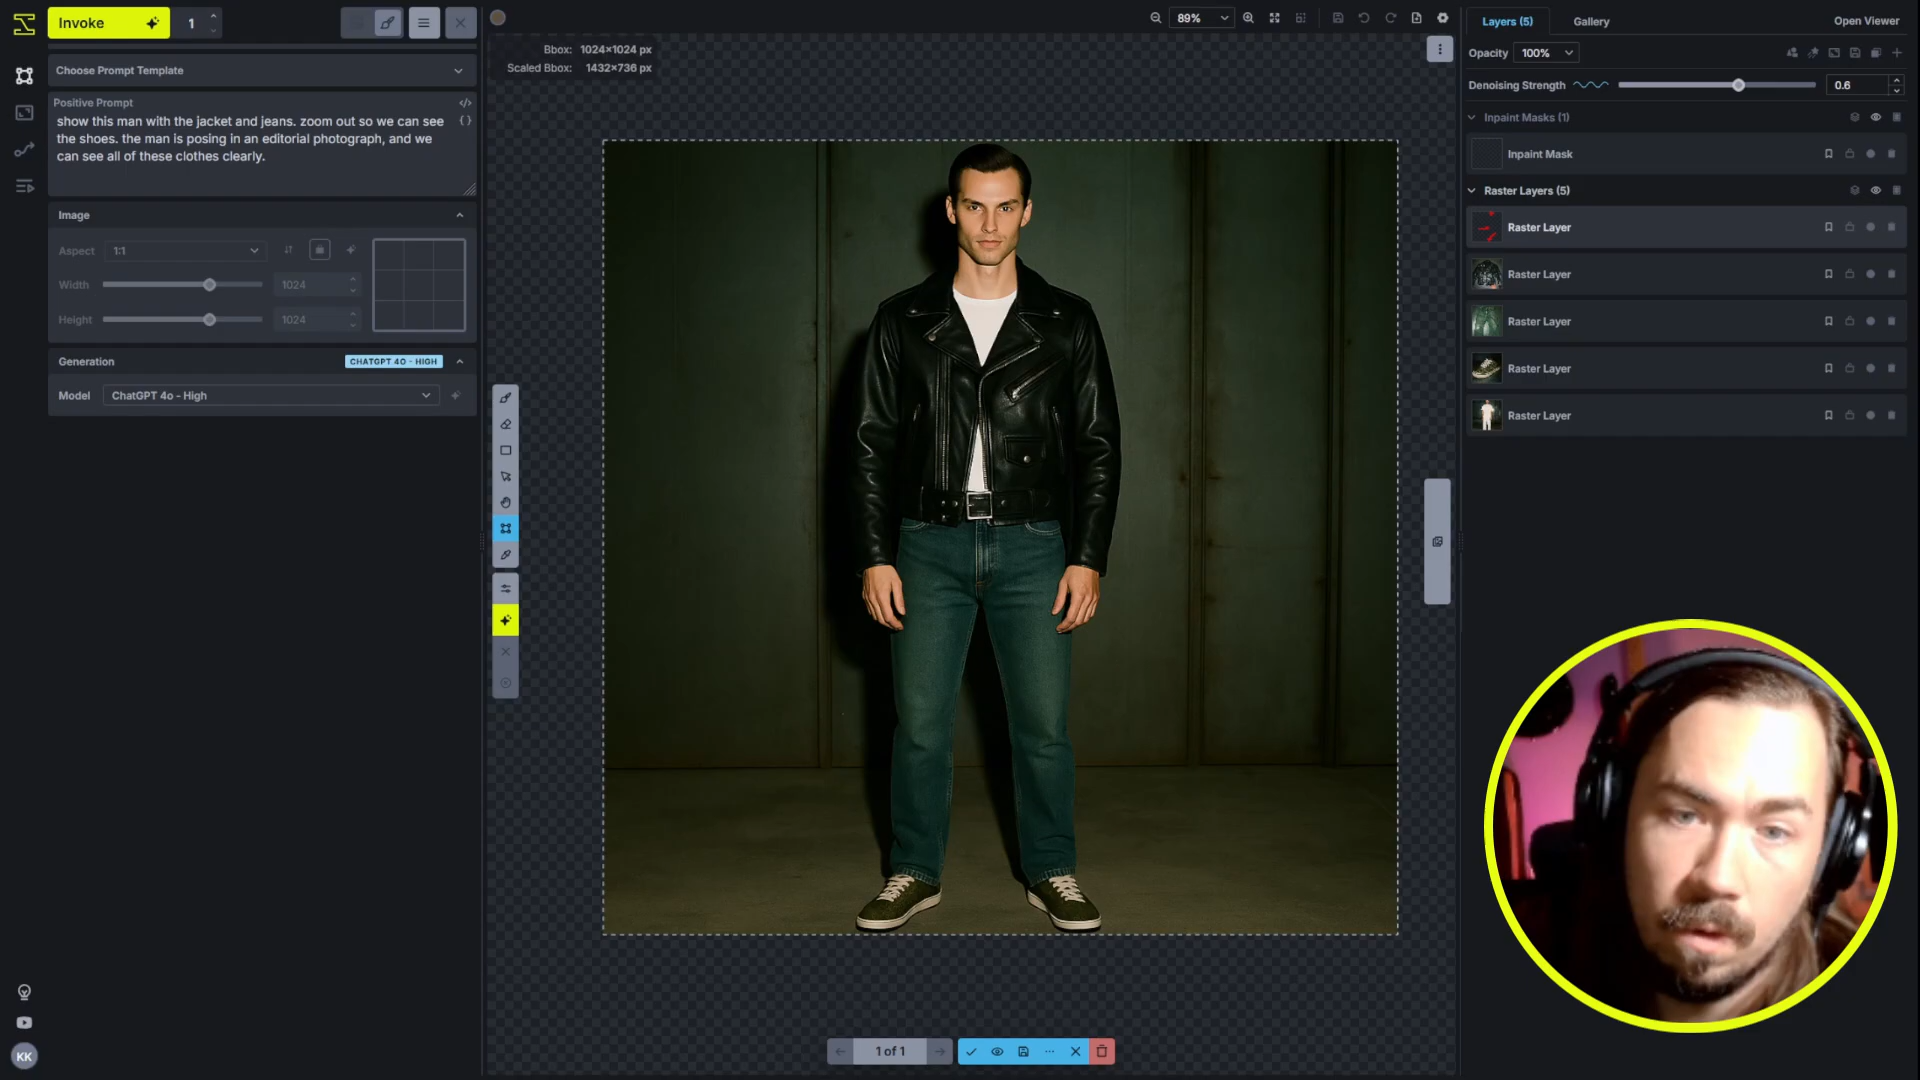 Invoke
1
89%
Layers (5)
Gallery
Open Viewer
Bbox: 1024×1024 px
Scaled Bbox: 1432×736 px
Opacity
100%
Choose Prompt Template
Denoising Strength
0.6
Positive Prompt
show this man with the jacket and jeans. zoom out so we can see
the shoes. the man is posing in an editorial photograph, and we
can see all of these clothes clearly.
Inpaint Masks (1)
Inpaint Mask
Raster Layers (5)
Raster Layer
Raster Layer
Raster Layer
Raster Layer
Raster Layer
Image
Aspect
1:1
Width
1024
Height
1024
Generation
CHATGPT 4O - HIGH
Model
ChatGPT 4o - High
KK
1 of 1